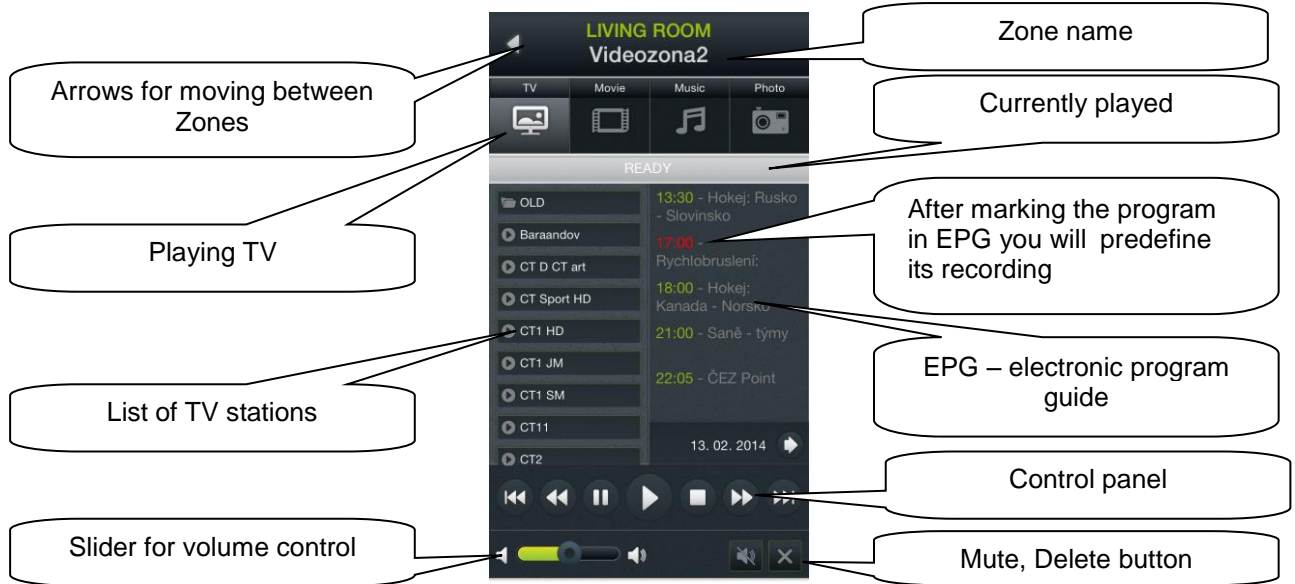 LIVING ROOM
Videozona2
TV
Movie
Music
Photo
READY
OLD
Baraandov
CT D CT art
CT Sport HD
CT1 HD
CT1 JM
CT1 SM
CT11
CT2
13:30 - Hokej: Rusko
- Slovinsko
17:00 -
Rychlobruslení:
18:00 - Hokej:
Kanada - Norsko
21:00 - Saně - týmy
22:05 - ČEZ Point
13. 02. 2014
Arrows for moving between
Zones
Playing TV
List of TV stations
Slider for volume control
Zone name
Currently played
After marking the program
in EPG you will predefine
its recording
EPG – electronic program
guide
Control panel
Mute, Delete button